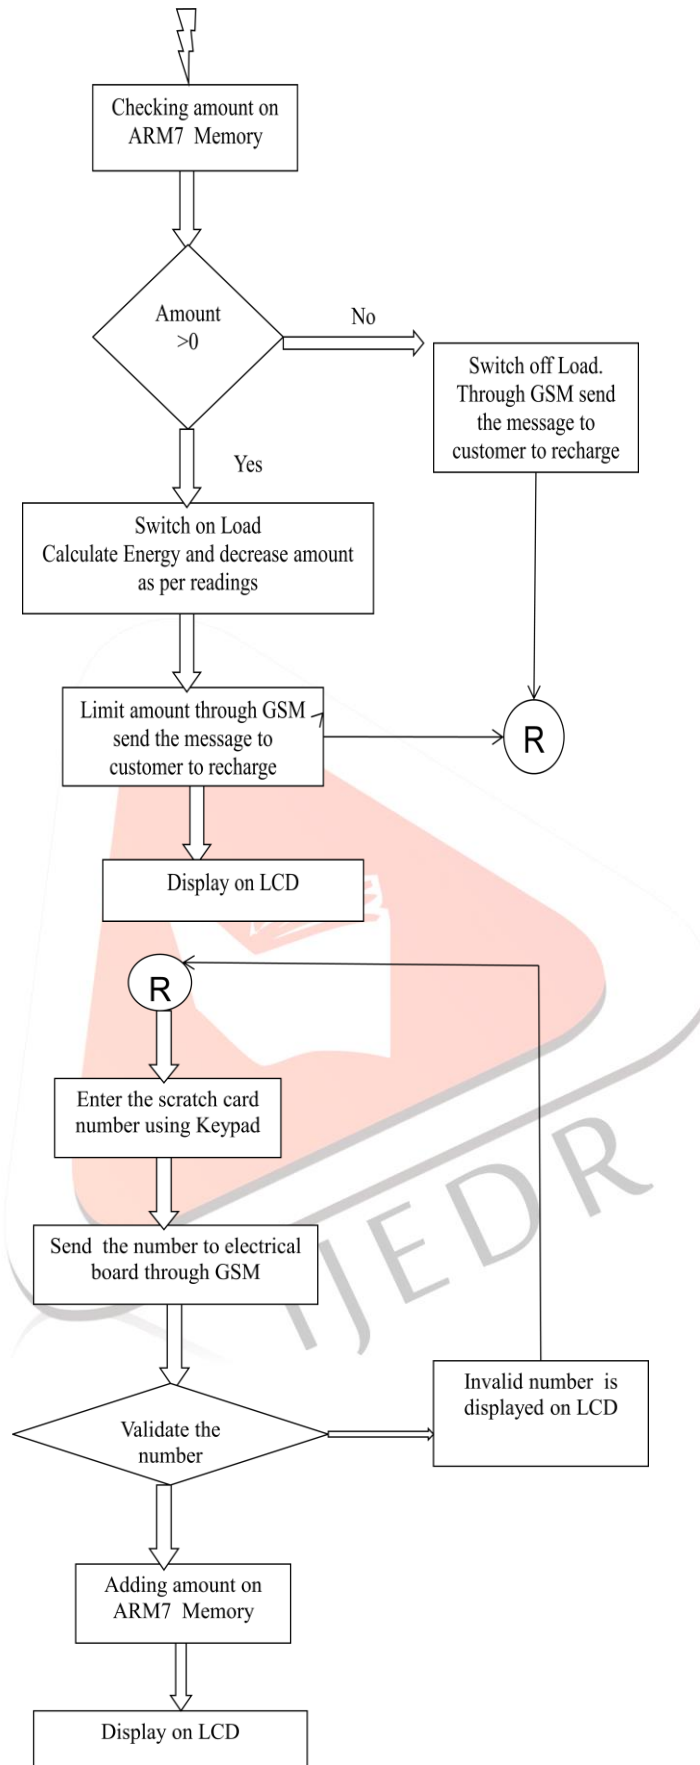 Checking amount on
ARM7 Memory
Amount
>0
No
Switch off Load.
Through GSM send
the message to
customer to recharge
Yes
Switch on Load
Calculate Energy and decrease amount
as per readings
Limit amount through GSM
send the message to
customer to recharge
R
Display on LCD
R
Enter the scratch card
number using Keypad
Send the number to electrical
board through GSM
IJEDR
Validate the
number
Invalid number is
displayed on LCD
Adding amount on
ARM7 Memory
Display on LCD